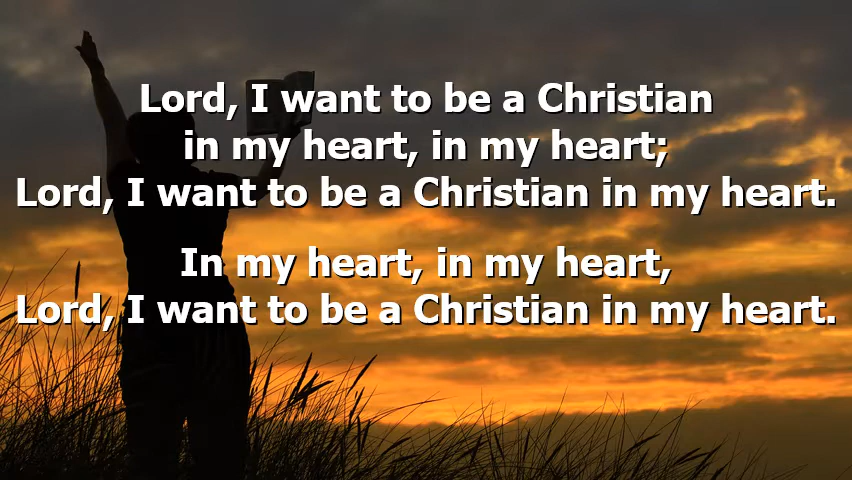 Lord, I want to be a Christian
in my heart, in my heart;
Lord, I want to be a Christian in my heart.
In my heart, in my heart,
Lord, I want to be a Christian in my heart.